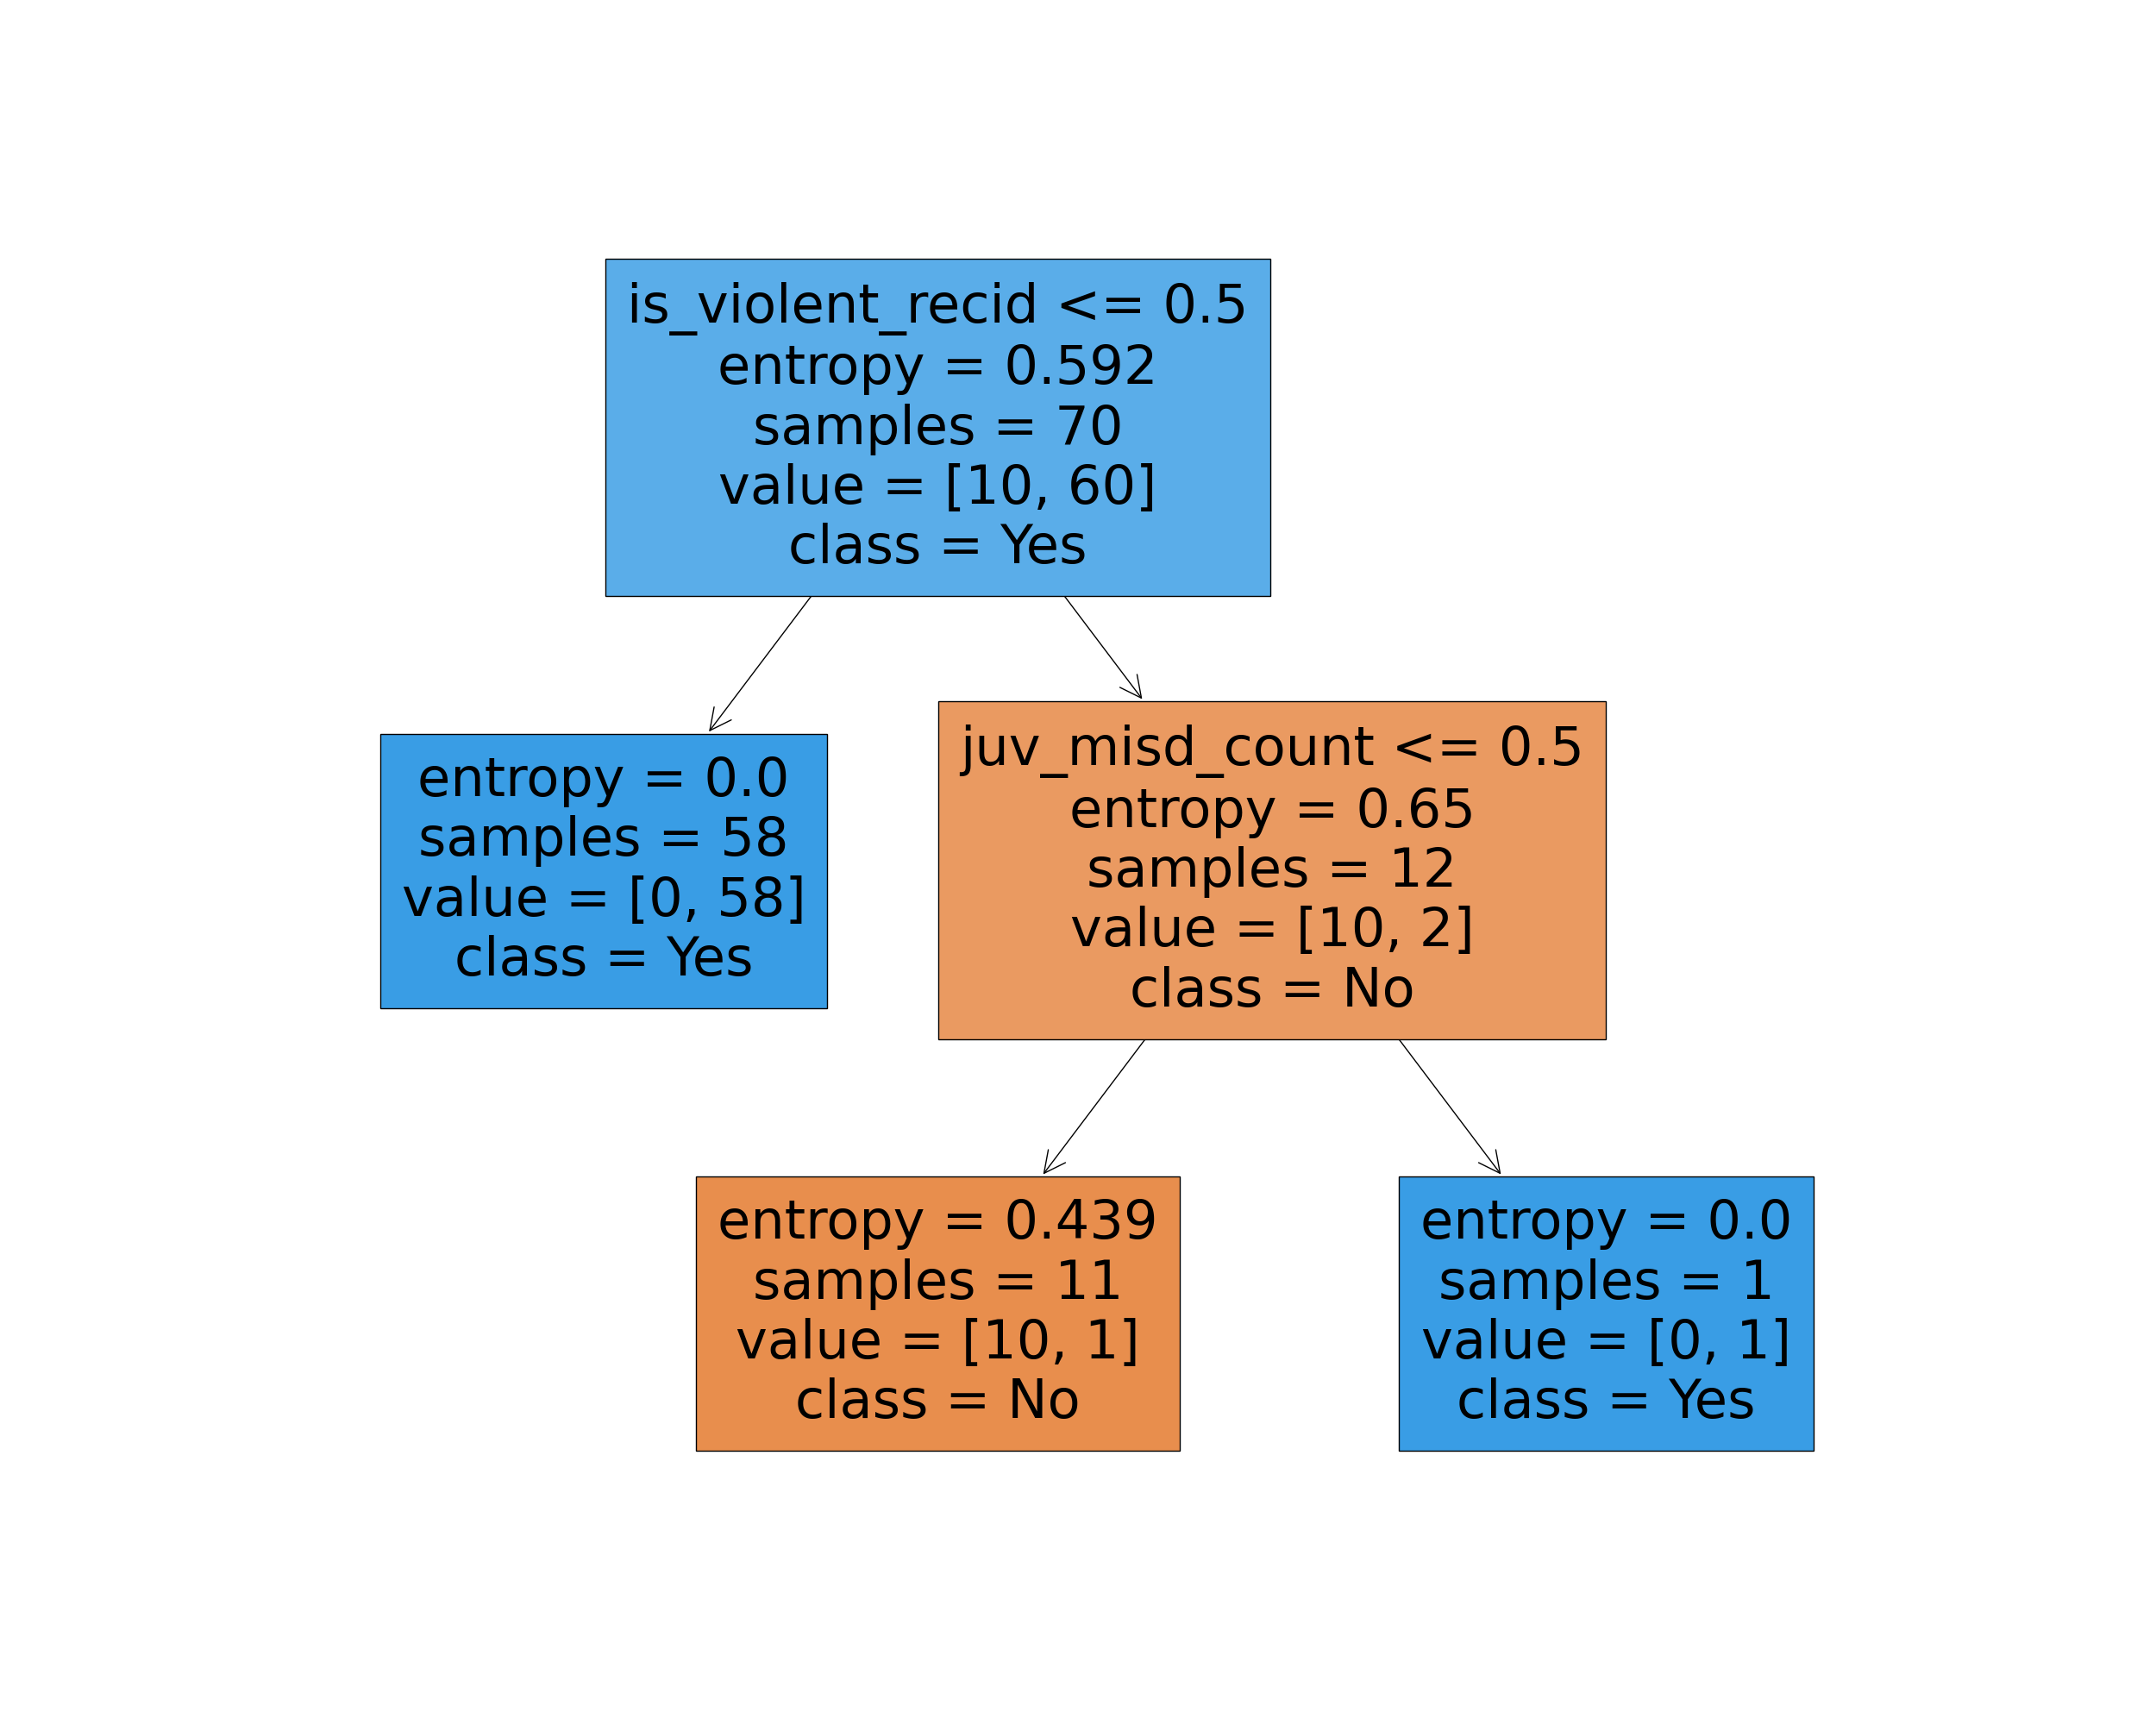 is_violent_recid <= 0.5
entropy = 0.592
samples = 70
value = [10, 60]
class = Yes
entropy = 0.0
samples = 58
value = [0, 58]
class = Yes
juv_misd_count <= 0.5
entropy = 0.65
samples = 12
value = [10, 2]
class = No
entropy = 0.439
samples = 11
value = [10, 1]
class = No
entropy = 0.0
samples = 1
value = [0, 1]
class = Yes